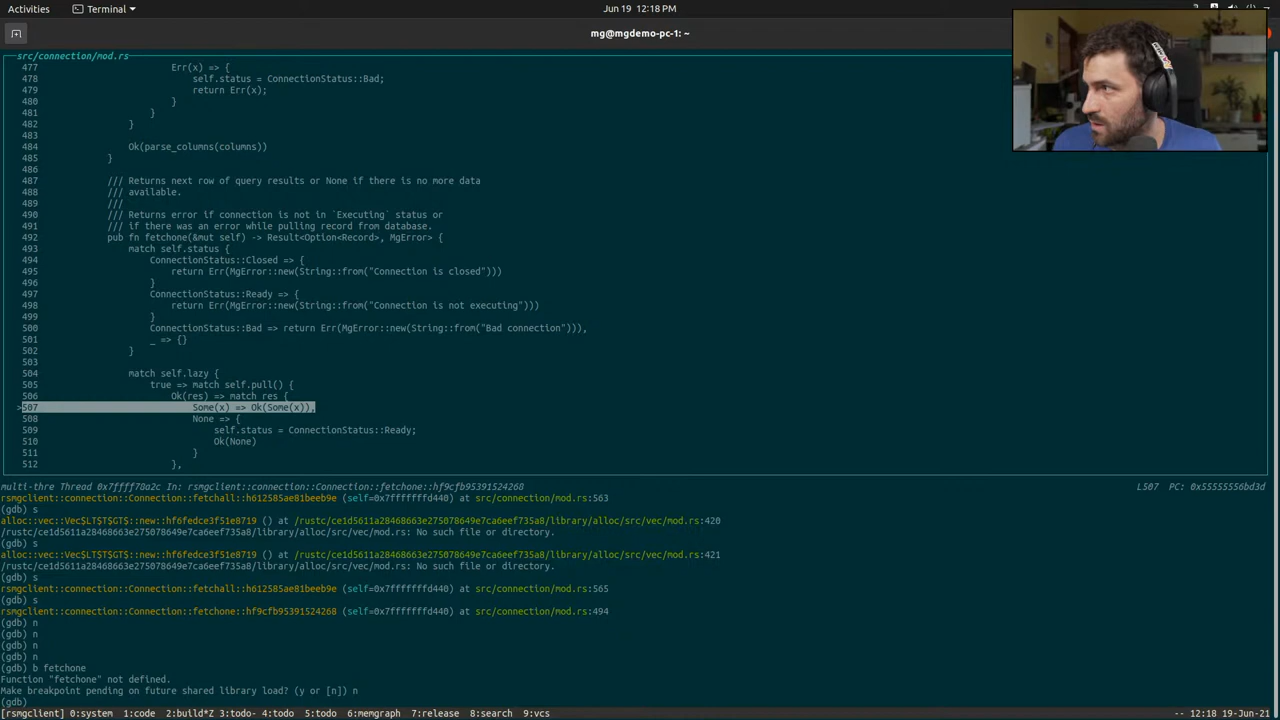 Activities
Terminal
Jun 19 12:18 PM
mg@mgdemo-pc-1: ~
src/connection/mod.rs
477 Err(x) => {
478 self.status = ConnectionStatus::Bad;
479 return Err(x);
480 }
481 }
482 }
483
484 Ok(parse_columns(columns))
485 }
486
487 /// Returns next row of query results or None if there is no more data
488 /// available.
489 ///
490 /// Returns error if connection is not in `Executing` status or
491 /// if there was an error while pulling record from database.
492 pub fn fetchone(&mut self) -> Result<Option<Record>, MgError> {
493 match self.status {
494 ConnectionStatus::Closed => {
495 return Err(MgError::new(String::from("Connection is closed")))
496 }
497 ConnectionStatus::Ready => {
498 return Err(MgError::new(String::from("Connection is not executing")))
499 }
500 ConnectionStatus::Bad => return Err(MgError::new(String::from("Bad connection"))),
501 _ => {}
502 }
503
504 match self.lazy {
505 true => match self.pull() {
506 Ok(res) => match res {
>507 Some(x) => Ok(Some(x)),
508 None => {
509 self.status = ConnectionStatus::Ready;
510 Ok(None)
511 }
512 },
multi-thre Thread 0x7ffff78a2c In: rsmgclient::connection::Connection::fetchone::hf9cfb95391524268 L507 PC: 0x55555556bd3d
rsmgclient::connection::Connection::fetchall::h612585ae81beeb9e (self=0x7fffffffd440) at src/connection/mod.rs:563
(gdb) s
alloc::vec::Vec$LT$T$GT$::new::hf6fedce3f51e8719 () at /rustc/ce1d5611a28468663e275078649e7ca6eef735a8/library/alloc/src/vec/mod.rs:420
/rustc/ce1d5611a28468663e275078649e7ca6eef735a8/library/alloc/src/vec/mod.rs: No such file or directory.
(gdb) s
alloc::vec::Vec$LT$T$GT$::new::hf6fedce3f51e8719 () at /rustc/ce1d5611a28468663e275078649e7ca6eef735a8/library/alloc/src/vec/mod.rs:421
/rustc/ce1d5611a28468663e275078649e7ca6eef735a8/library/alloc/src/vec/mod.rs: No such file or directory.
(gdb) s
rsmgclient::connection::Connection::fetchall::h612585ae81beeb9e (self=0x7fffffffd440) at src/connection/mod.rs:565
(gdb) s
rsmgclient::connection::Connection::fetchone::hf9cfb95391524268 (self=0x7fffffffd440) at src/connection/mod.rs:494
(gdb) n
(gdb) n
(gdb) n
(gdb) n
(gdb) b fetchone
Function "fetchone" not defined.
Make breakpoint pending on future shared library load? (y or [n]) n
(gdb)
[rsmgclient] 0:system 1:code 2:build*Z 3:todo- 4:todo 5:todo 6:memgraph 7:release 8:search 9:vcs -- 12:18 19-Jun-21